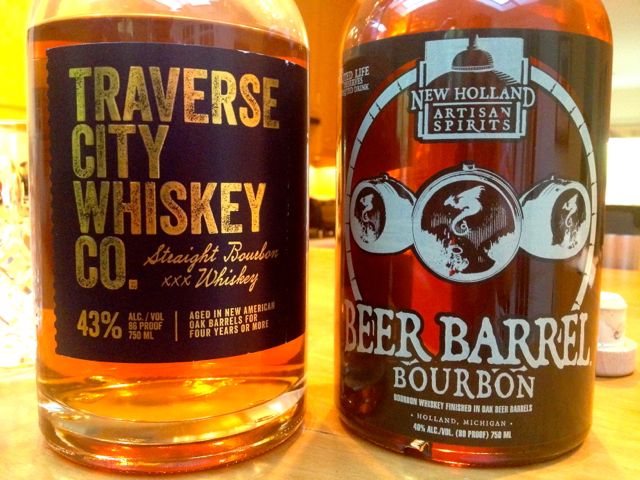 TRAVERSE
CITY
WHISKEY
CO.
Straight Bourbon
xxx Whiskey
43%
ALC. / VOL
86 PROOF
750 ML
AGED IN NEW AMERICAN
OAK BARRELS FOR
FOUR YEARS OR MORE
LIFE
DRINK
NEW HOLLAND
ARTISAN
SPIRITS
BEER BARREL
BOURBON
BOURBON WHISKEY FINISHED IN OAK BEER BARRELS
• HOLLAND, MICHIGAN •
40% ALC./VOL. (80 PROOF) 750 ML